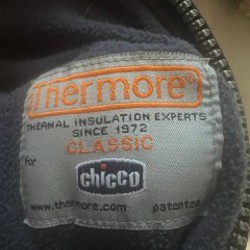 Thermore®
THERMAL INSULATION EXPERTS
SINCE 1972
CLASSIC
for
chicco
www.thermore.com patented